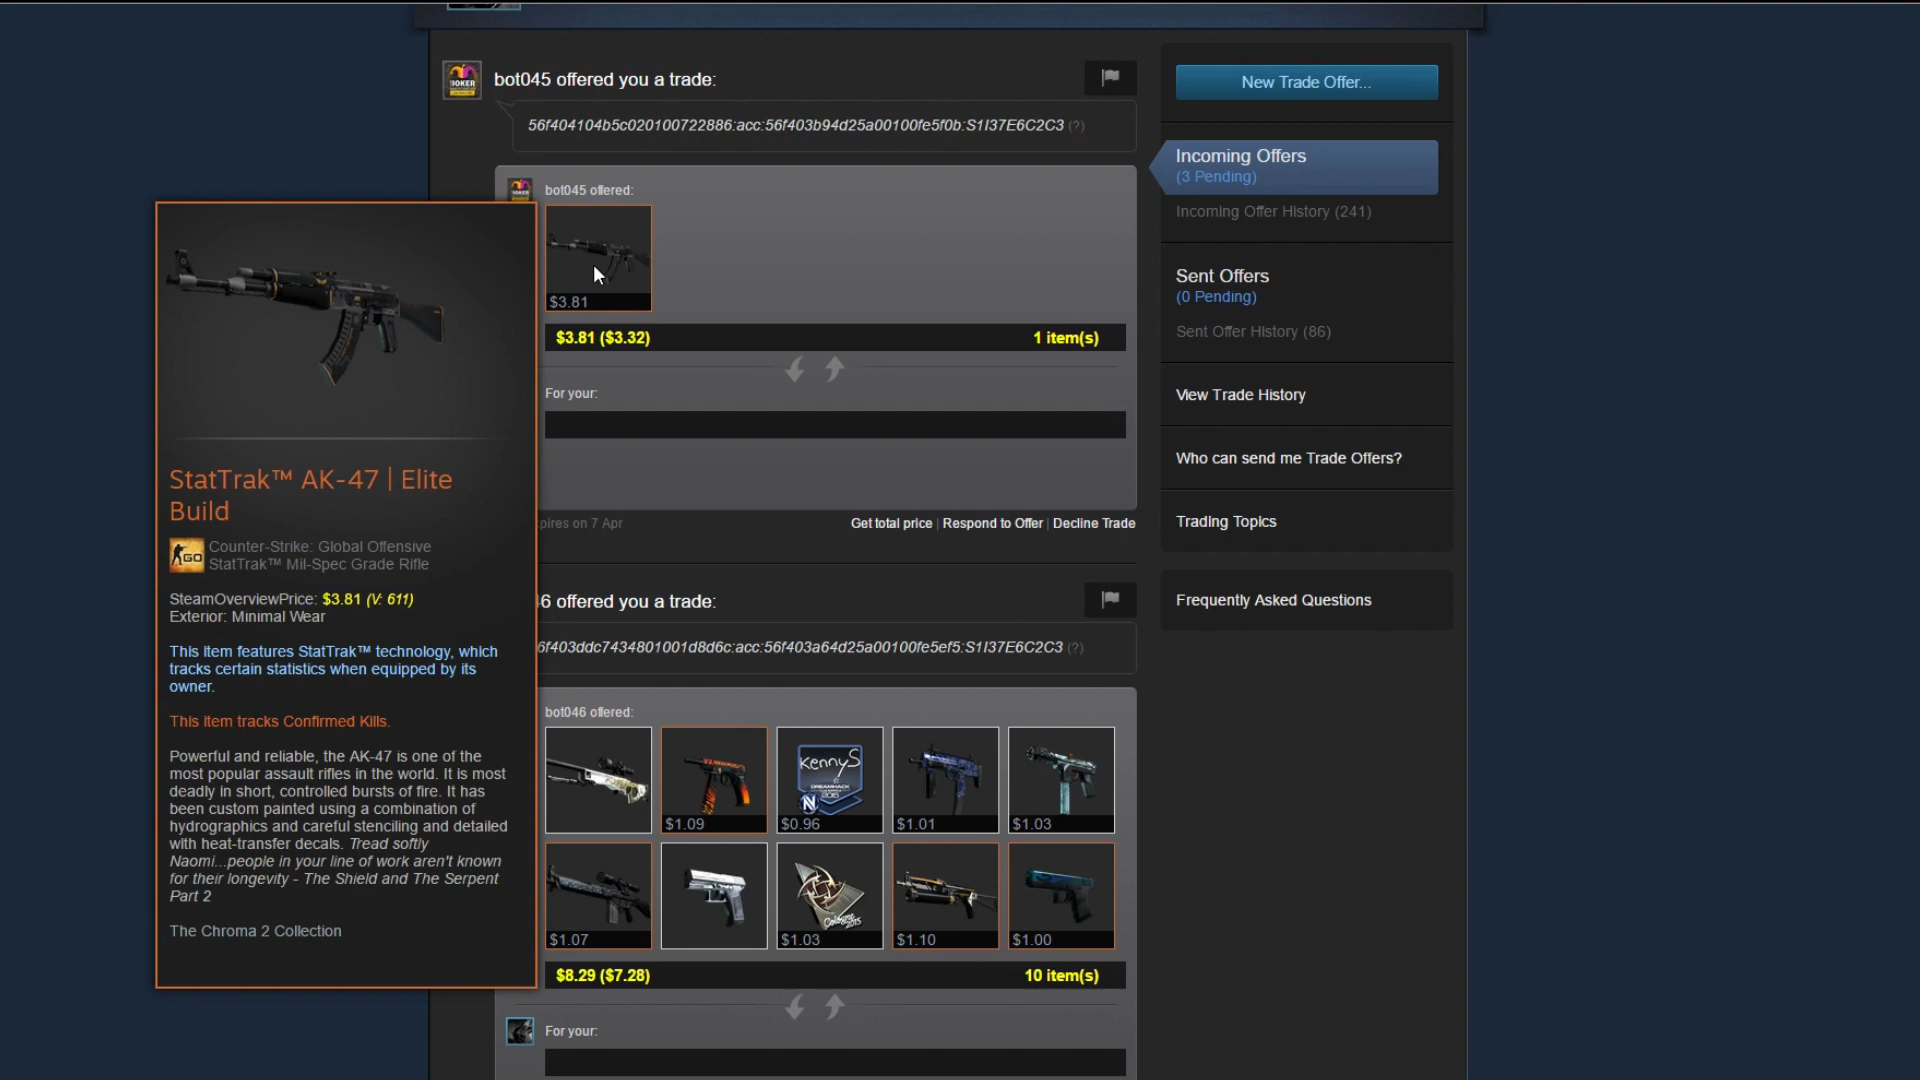 bot045 offered you a trade:
56f404104b5c020100722886:acc:56f403b94d25a00100fe5f0b:S1I37E6C2C3 (?)
bot045 offered:
$3.81
$3.81 ($3.32) 1 item(s)
For your:
pires on 7 Apr
Get total price | Respond to Offer | Decline Trade
StatTrak™ AK-47 | Elite
Build
GO
Counter-Strike: Global Offensive
StatTrak™ Mil-Spec Grade Rifle
SteamOverviewPrice: $3.81 (V: 611)
Exterior: Minimal Wear
This item features StatTrak™ technology, which
tracks certain statistics when equipped by its
owner.
This item tracks Confirmed Kills.
Powerful and reliable, the AK-47 is one of the
most popular assault rifles in the world. It is most
deadly in short, controlled bursts of fire. It has
been custom painted using a combination of
hydrographics and careful stenciling and detailed
with heat-transfer decals. Tread softly
Naomi...people in your line of work aren't known
for their longevity - The Shield and The Serpent
Part 2
The Chroma 2 Collection
46 offered you a trade:
6f403ddc7434801001d8d6c:acc:56f403a64d25a00100fe5ef5:S1I37E6C2C3 (?)
bot046 offered:
KennyS
DREAMHACK
2015
$1.09
$0.96
$1.01
$1.03
Cologne
2015
$1.07
$1.03
$1.10
$1.00
$8.29 ($7.28) 10 item(s)
For your:
New Trade Offer...
Incoming Offers
(3 Pending)
Incoming Offer History (241)
Sent Offers
(0 Pending)
Sent Offer History (86)
View Trade History
Who can send me Trade Offers?
Trading Topics
Frequently Asked Questions
JOKER